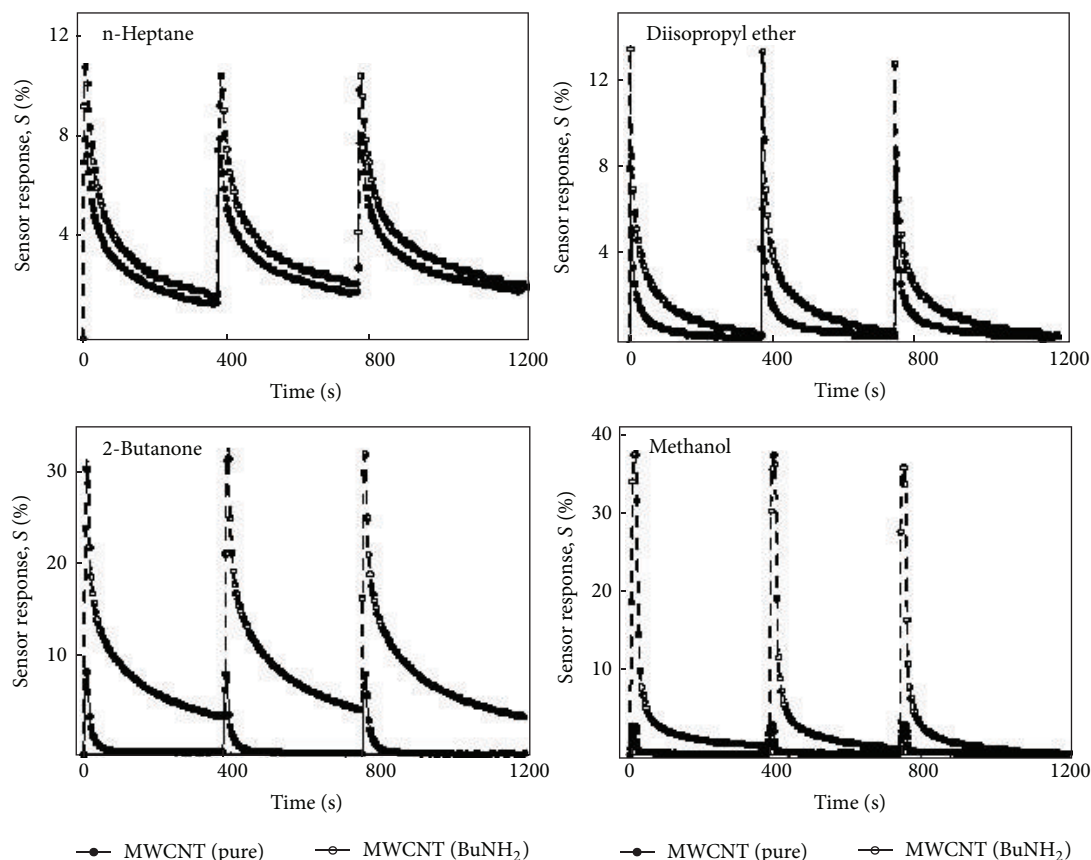 n-Heptane
12
8
4
Sensor response, S (%)
0
400
800
1200
Time (s)
Diisopropyl ether
12
8
4
Sensor response, S (%)
0
400
800
1200
Time (s)
2-Butanone
30
20
10
Sensor response, S (%)
0
400
800
1200
Time (s)
Methanol
40
30
20
10
Sensor response, S (%)
0
400
800
1200
Time (s)
MWCNT (pure) MWCNT (BuNH₂)
MWCNT (pure) MWCNT (BuNH₂)